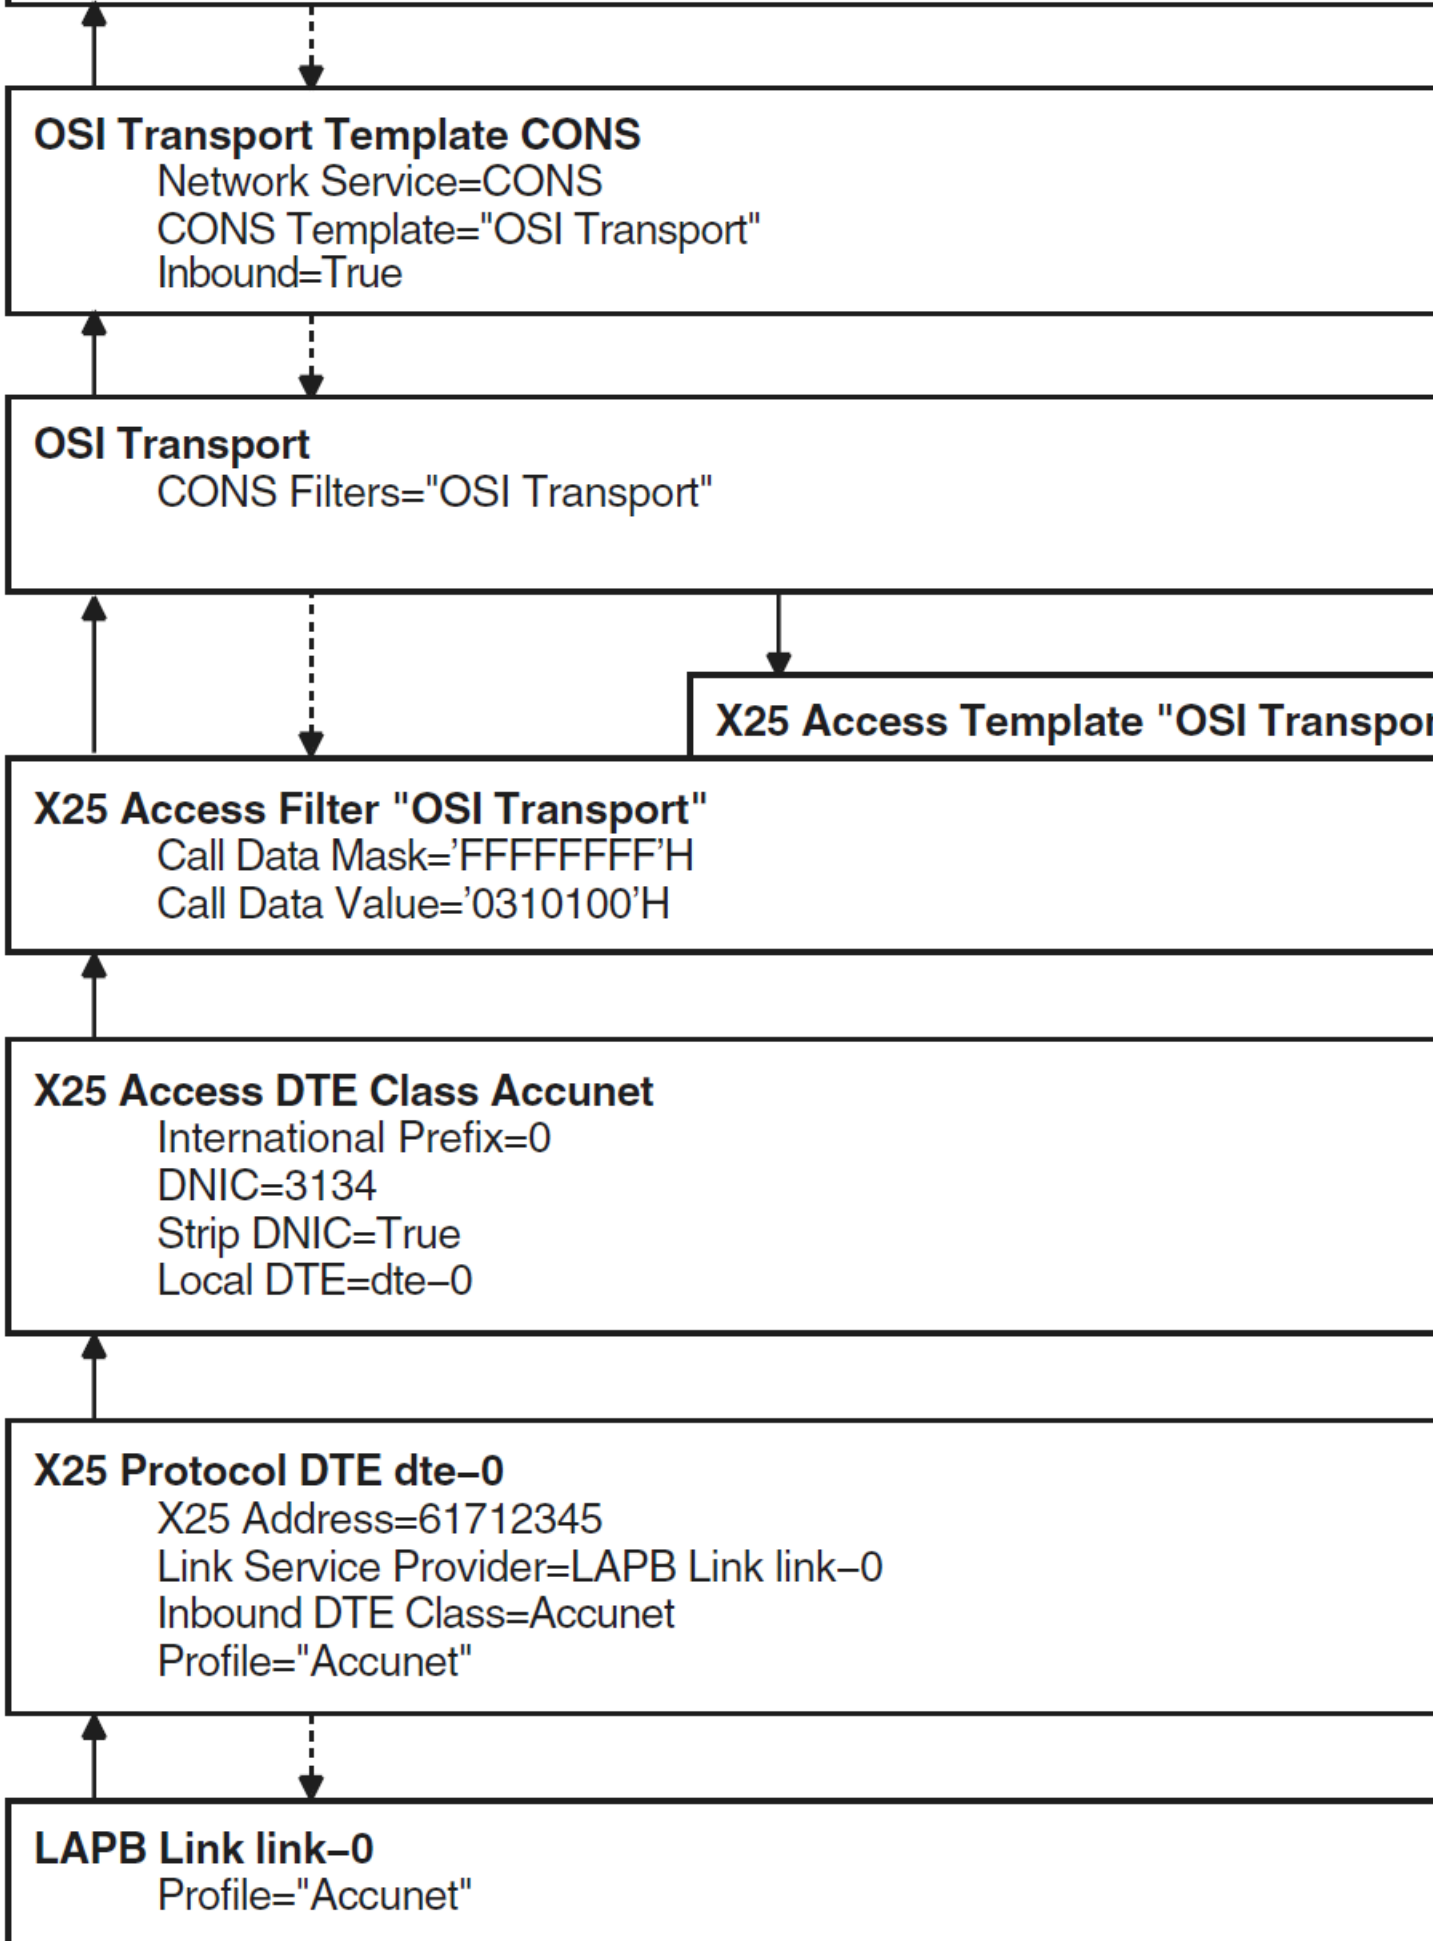 OSI Transport Template CONS
Network Service=CONS
CONS Template="OSI Transport"
Inbound=True
OSI Transport
CONS Filters="OSI Transport"
X25 Access Template "OSI Transpor
X25 Access Filter "OSI Transport"
Call Data Mask=’FFFFFFFF’H
Call Data Value=’0310100’H
X25 Access DTE Class Accunet
International Prefix=0
DNIC=3134
Strip DNIC=True
Local DTE=dte–0
X25 Protocol DTE dte–0
X25 Address=61712345
Link Service Provider=LAPB Link link–0
Inbound DTE Class=Accunet
Profile="Accunet"
LAPB Link link–0
Profile="Accunet"